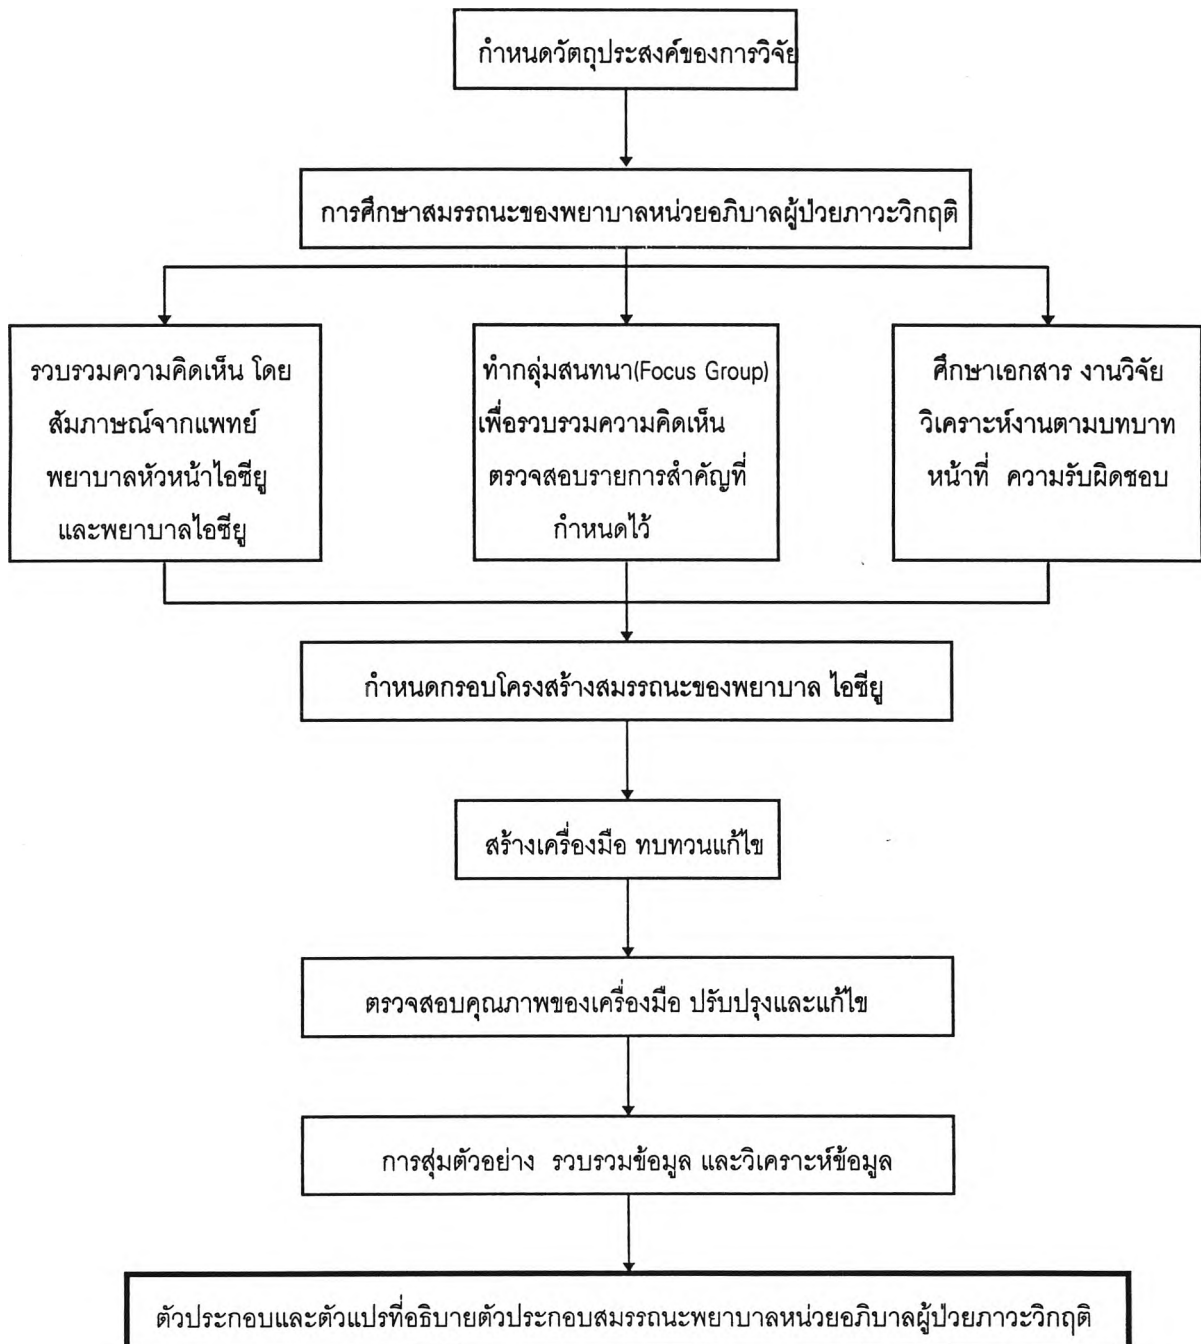 กำหนดวัตถุประสงค์ของการวิจัย
การศึกษาสมรรถนะของพยาบาลหน่วยอภิบาลผู้ป่วยภาวะวิกฤติ
รวบรวมความคิดเห็น โดย
สัมภาษณ์จากแพทย์
พยาบาลหัวหน้าไอซียู
และพยาบาลไอซียู
ทำกลุ่มสนทนา(Focus Group)
เพื่อรวบรวมความคิดเห็น
ตรวจสอบรายการสำคัญที่
กำหนดไว้
ศึกษาเอกสาร งานวิจัย
วิเคราะห์งานตามบทบาท
หน้าที่ ความรับผิดชอบ
กำหนดกรอบโครงสร้างสมรรถนะของพยาบาล ไอซียู
สร้างเครื่องมือ ทบทวนแก้ไข
ตรวจสอบคุณภาพของเครื่องมือ ปรับปรุงและแก้ไข
การสุ่มตัวอย่าง รวบรวมข้อมูล และวิเคราะห์ข้อมูล
ตัวประกอบและตัวแปรที่อธิบายตัวประกอบสมรรถนะพยาบาลหน่วยอภิบาลผู้ป่วยภาวะวิกฤติ